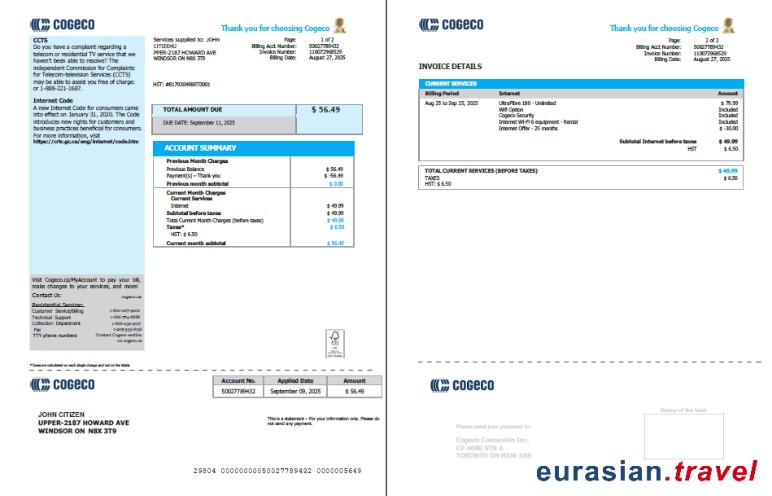 COGECO
Thank you for choosing Cogeco
CCTS
Do you have a complaint regarding a
telecom or residential TV service that we
haven't been able to resolve? The
independent Commission for Complaints
for Telecom-television Services (CCTS)
may be able to assist you free of charge:
or 1-888-221-1687.
Internet Code
A new Internet Code for consumers came
into effect on January 31, 2020. The Code
introduces new rights for customers and
business practices beneficial for consumers.
For more information, visit
https://crtc.gc.ca/eng/internet/code.htm
Services supplied to: JOHN
CITIZENU
PPER-2187 HOWARD AVE
WINDSOR ON N8X 3T9
Page: 1 of 2
Billing Acct Number: 50027789432
Invoice Number: 110072968529
Billing Date: August 27, 2025
HST: #817930498RT0001
TOTAL AMOUNT DUE $ 56.49
DUE DATE: September 11, 2025
ACCOUNT SUMMARY
Previous Month Charges
Previous Balance $ 56.49
Payment(s) – Thank you $ -56.49
Previous month subtotal $ 0.00
Current Month Charges
Current Services
Internet $ 49.99
Subtotal before taxes $ 49.99
Total Current Month Charges (before taxes) $ 49.99
Taxes* $ 6.50
HST: $ 6.50
Current month subtotal $ 56.49
Visit Cogeco.ca/MyAccount to pay your bill,
make changes to your services, and more!
Contact Us: cogeco.ca
Residential Services
Customer Service/Billing
Technical Support
Collection Department
Fax
TTY phone numbers Contact Cogeco section
on cogeco.ca
*Taxes are calculated on each single charge and not on the totals
COGECO
Account No. Applied Date Amount
50027789432 September 09, 2025 $ 56.49
JOHN CITIZEN
UPPER-2187 HOWARD AVE
WINDSOR ON N8X 3T9
This is a statement – For your information only. Please do
not send any payment.
29804 00000000050027789432 0000005649
COGECO
Thank you for choosing Cogeco
Page: 2 of 2
Billing Acct Number: 50027789432
Invoice Number: 110072968529
Billing Date: August 27, 2025
INVOICE DETAILS
CURRENT SERVICES
Billing Period Internet Amount
Aug 25 to Sep 25, 2025 UltraFibre 180 - Unlimited $ 79.99
Wifi Option Included
Cogeco Security Included
Internet Wi-Fi 6 equipment - Rental Included
Internet Offer - 25 months $ -30.00
Subtotal Internet before taxes $ 49.99
HST $ 6.50
TOTAL CURRENT SERVICES (BEFORE TAXES) $ 49.99
TAXES $ 6.50
HST: $ 6.50
COGECO
Stamp of the bank
Please send your payment to:
Cogeco Connexion Inc.
CP 4080 STN A
TORONTO ON M5W 1N8
eurasian.travel